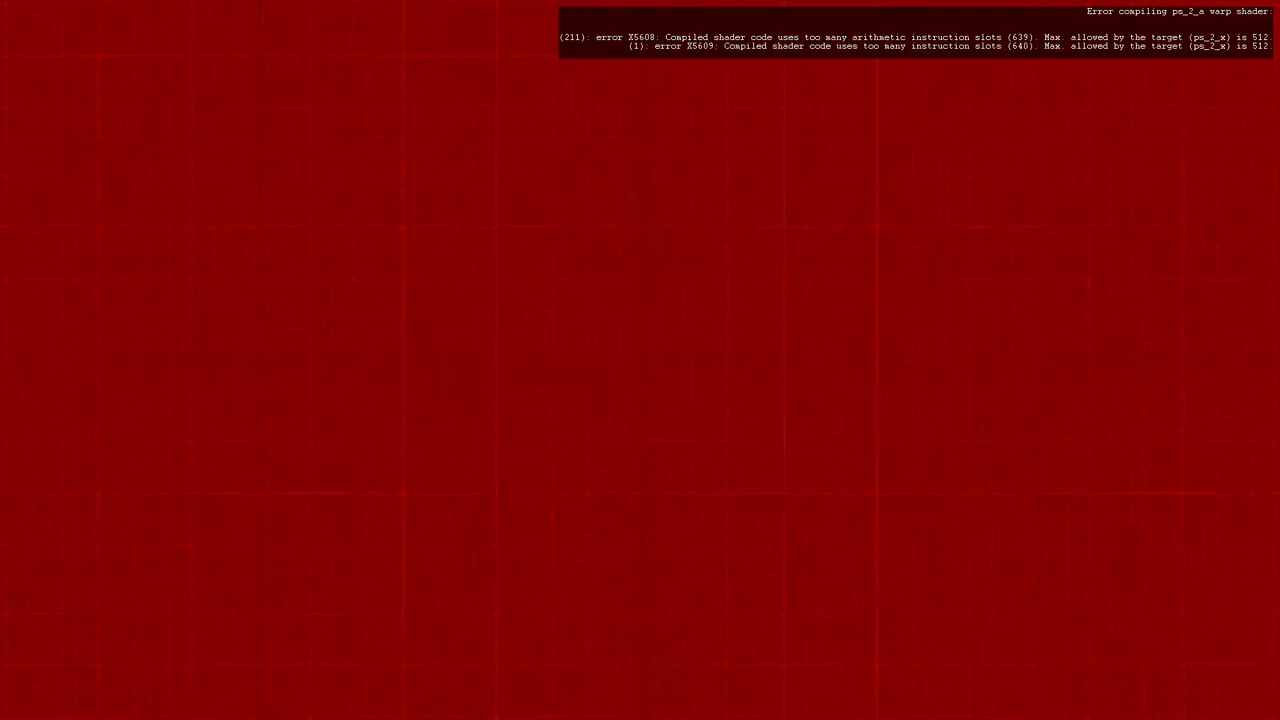 Error compiling ps_2_a warp shader:
(211): error X5608: Compiled shader code uses too many arithmetic instruction slots (639). Max. allowed by the target (ps_2_x) is 512.
(1): error X5609: Compiled shader code uses too many instruction slots (640). Max. allowed by the target (ps_2_x) is 512.